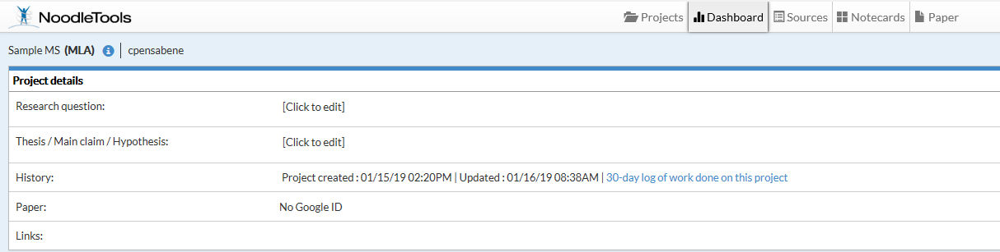 NoodleTools Projects Dashboard Sources Notecards Paper
Sample MS (MLA) i | cpensabene
Project details
Research question: [Click to edit]
Thesis / Main claim / Hypothesis: [Click to edit]
History: Project created : 01/15/19 02:20PM | Updated : 01/16/19 08:38AM | 30-day log of work done on this project
Paper: No Google ID
Links: